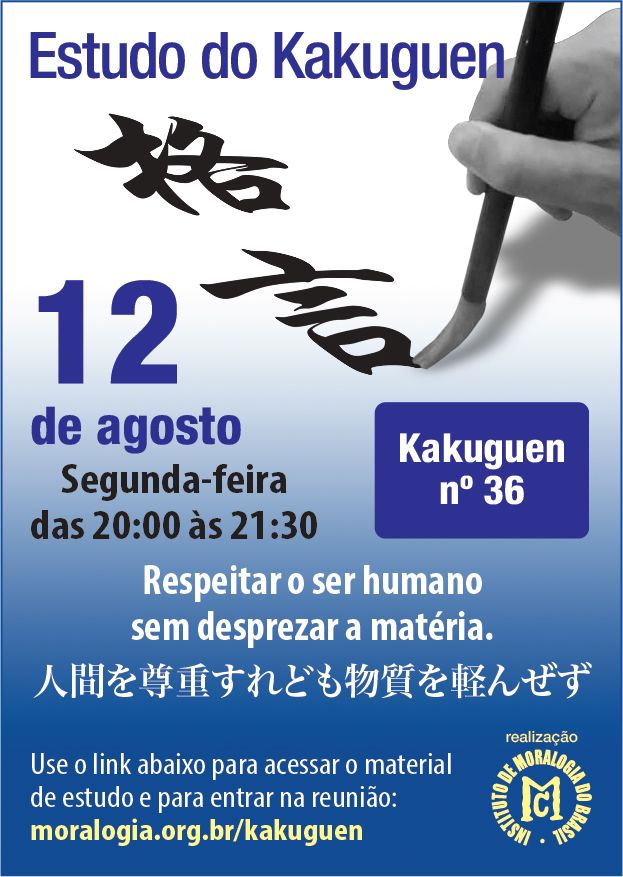 Estudo do Kakuguen
格
言
12
de agosto
Segunda-feira
das 20:00 às 21:30
Kakuguen
nº 36
Respeitar o ser humano
sem desprezar a matéria.
人間を尊重すれども物質を軽んぜず
Use o link abaixo para acessar o material
de estudo e para entrar na reunião:
moralogia.org.br/kakuguen
realização
INSTITUTO DE MORALOGIA DO BRASIL
MC